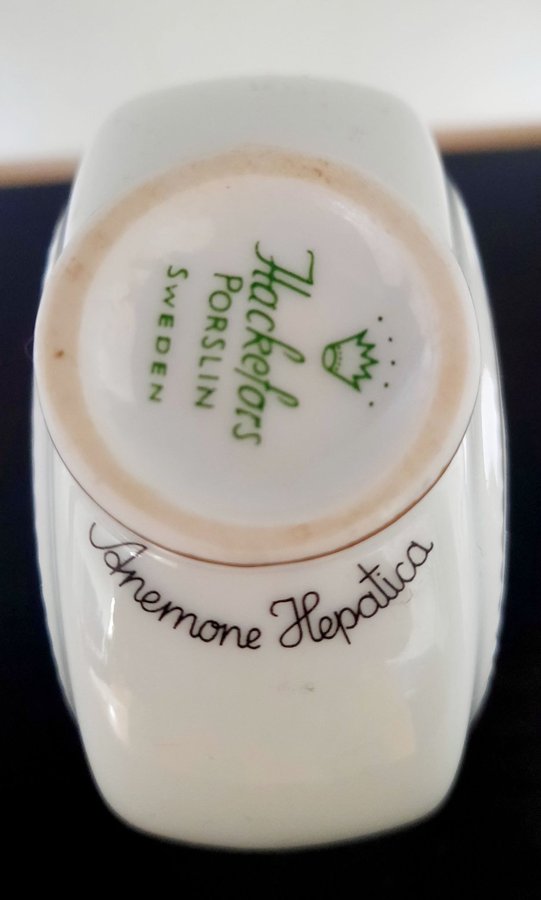 Hackefors
PORSLIN
SWEDEN
Anemone Hepatica